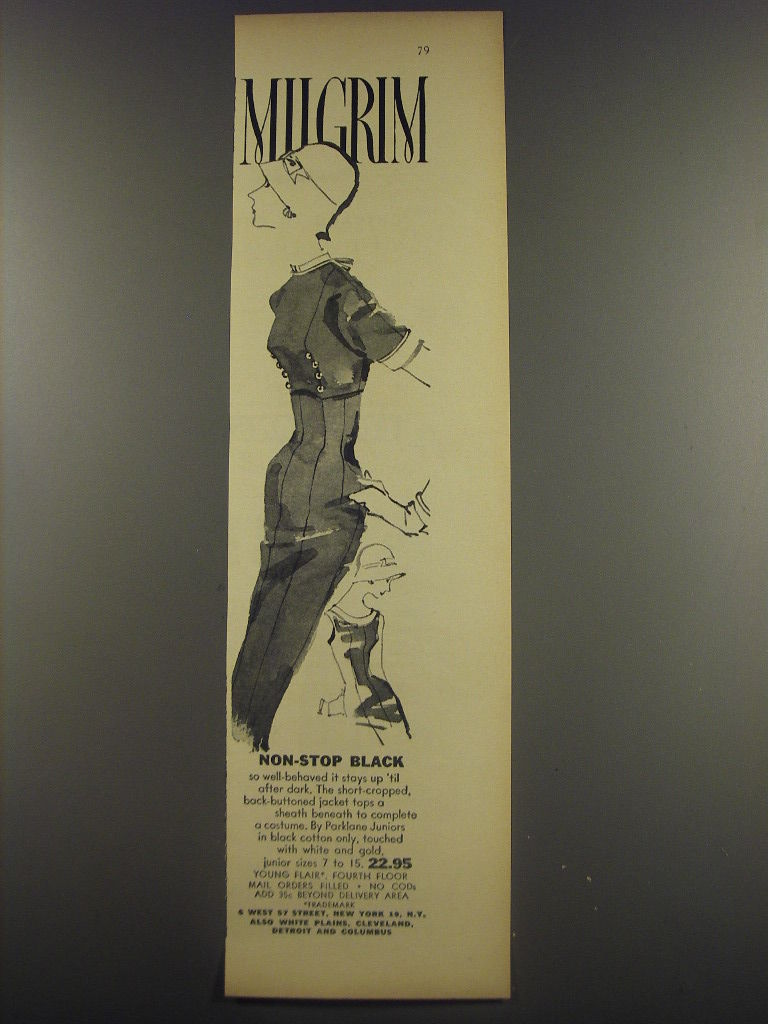 79
MILGRIM
NON-STOP BLACK
so well-behaved it stays up 'til
after dark. The short-cropped,
back-buttoned jacket tops a
sheath beneath to complete
a costume. By Parklane Juniors
in black cotton only, touched
with white and gold,
junior sizes 7 to 15. 22.95
YOUNG FLAIR*, FOURTH FLOOR
MAIL ORDERS FILLED • NO CODs
ADD 35c BEYOND DELIVERY AREA
*TRADEMARK
6 WEST 57 STREET, NEW YORK 19, N.Y.
ALSO WHITE PLAINS, CLEVELAND,
DETROIT AND COLUMBUS